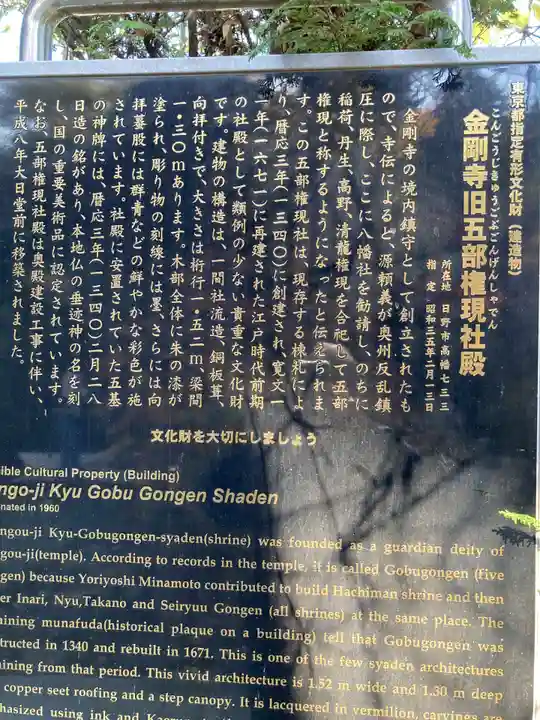 東京都指定有形文化財(建造物)
こんごうじきゅうごぶごんげんしゃでん
金剛寺旧五部権現社殿
所在地 日野市高幡七三三
指定 昭和三五年二月一三日
金剛寺の境内鎮守として創立されたも
ので、寺伝によると、源頼義が奥州反乱鎮
圧に際し、ここに八幡社を勧請し、のちに
稲荷、丹生、高野、清龍権現を合祀して五部
権現と称するようになったと伝えられま
す。この五部権現社は、現存する棟札によ
り、暦応三年(一三四〇)に創建され、寛文一
一年(一六七一)に再建された江戸時代前期
の社殿として類例の少ない貴重な文化財
です。建物の構造は、一間社流造、銅板葺、
向拝付きで、大きさは桁行一・五二m、梁間
一・三〇mあります。木部全体に朱の漆が
塗られ、彫り物の刻線には墨、さらには向
拝蟇股には群青などの鮮やかな彩色が施
されています。社殿に安置されていた五基
の神牌には、暦応三年(一三四〇)二月二八
日造の銘があり、本地仏の垂迹神の名を刻
し、国の重要美術品に認定されています。
なお、五部権現社殿は奥殿建設工事に伴い、
平成八年大日堂前に移築されました。
文化財を大切にしましょう
ible Cultural Property (Building)
ngo-ji Kyu Gobu Gongen Shaden
nated in 1960
ngou-ji Kyu-Gobugongen-syaden(shrine) was founded as a guardian deity of
gou-ji(temple). According to records in the temple, it is called Gobugongen (five
gen) because Yoriyoshi Minamoto contributed to build Hachiman shrine and then
er Inari, Nyu,Takano and Seiryuu Gongen (all shrines) at the same place. The
aining munafuda(historical plaque on a building) tell that Gobugongen was
structed in 1340 and rebuilt in 1671. This is one of the few syaden architectures
aining from that period. This vivid architecture is 1.52 m wide and 1.30 m deep
copper seet roofing and a step canopy. It is lacquered in vermilion, carvings are
hasized using ink and